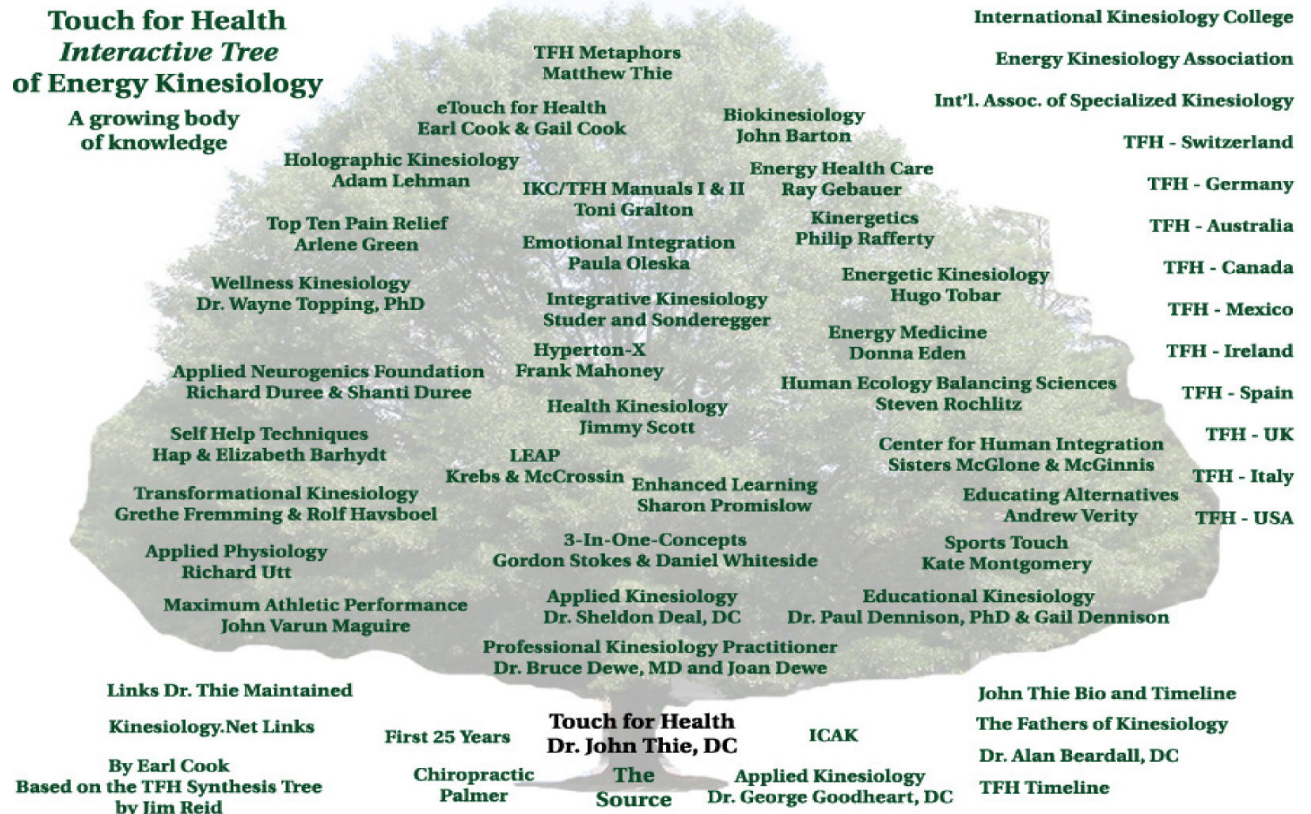 Touch for Health
Interactive Tree
of Energy Kinesiology
A growing body
of knowledge
International Kinesiology College
Energy Kinesiology Association
Int'l. Assoc. of Specialized Kinesiology
TFH - Switzerland
TFH - Germany
TFH - Australia
TFH - Canada
TFH - Mexico
TFH - Ireland
TFH - Spain
TFH - UK
TFH - Italy
TFH - USA
TFH Metaphors
Matthew Thie
eTouch for Health
Earl Cook & Gail Cook
Biokinesiology
John Barton
Holographic Kinesiology
Adam Lehman
Energy Health Care
Ray Gebauer
IKC/TFH Manuals I & II
Toni Gralton
Top Ten Pain Relief
Arlene Green
Kinergetics
Philip Rafferty
Emotional Integration
Paula Oleska
Wellness Kinesiology
Dr. Wayne Topping, PhD
Energetic Kinesiology
Hugo Tobar
Integrative Kinesiology
Studer and Sonderegger
Energy Medicine
Donna Eden
Hyperton-X
Frank Mahoney
Applied Neurogenics Foundation
Richard Duree & Shanti Duree
Human Ecology Balancing Sciences
Steven Rochlitz
Health Kinesiology
Jimmy Scott
Self Help Techniques
Hap & Elizabeth Barhydt
Center for Human Integration
Sisters McGlone & McGinnis
LEAP
Krebs & McCrossin
Enhanced Learning
Sharon Promislow
Transformational Kinesiology
Grethe Fremming & Rolf Havsboel
Educating Alternatives
Andrew Verity
3-In-One-Concepts
Gordon Stokes & Daniel Whiteside
Sports Touch
Kate Montgomery
Applied Physiology
Richard Utt
Maximum Athletic Performance
John Varun Maguire
Applied Kinesiology
Dr. Sheldon Deal, DC
Educational Kinesiology
Dr. Paul Dennison, PhD & Gail Dennison
Professional Kinesiology Practitioner
Dr. Bruce Dewe, MD and Joan Dewe
Links Dr. Thie Maintained
Kinesiology.Net Links
By Earl Cook
Based on the TFH Synthesis Tree
by Jim Reid
First 25 Years
Touch for Health
Dr. John Thie, DC
ICAK
Chiropractic
Palmer
The
Source
Applied Kinesiology
Dr. George Goodheart, DC
John Thie Bio and Timeline
The Fathers of Kinesiology
Dr. Alan Beardall, DC
TFH Timeline